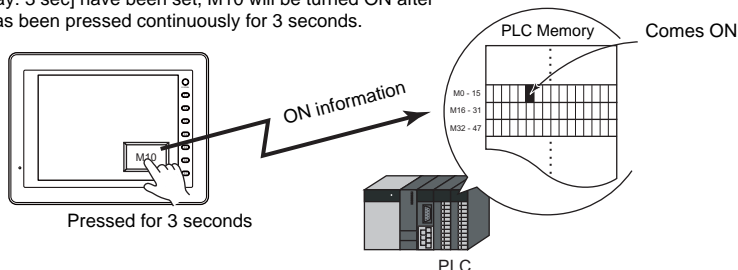 ay: 3 sec] have been set, M10 will be turned ON after
as been pressed continuously for 3 seconds.
PLC Memory
Comes ON
M0 - 15
M16 - 31
M32 - 47
ON information
M10
Pressed for 3 seconds
PLC